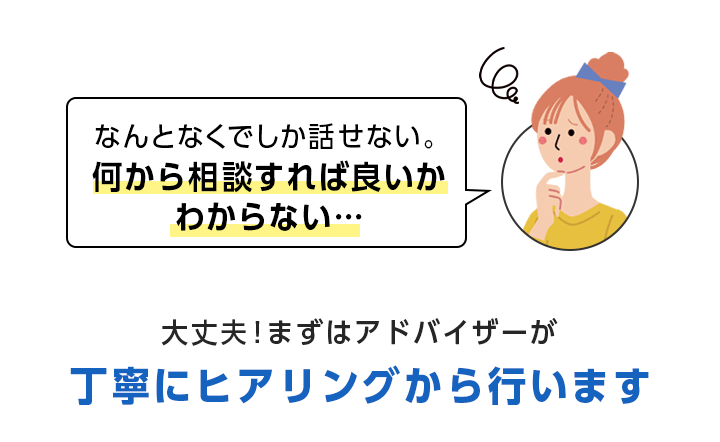 なんとなくでしか話せない。
何から相談すれば良いか
わからない…
大丈夫!まずはアドバイザーが
丁寧にヒアリングから行います